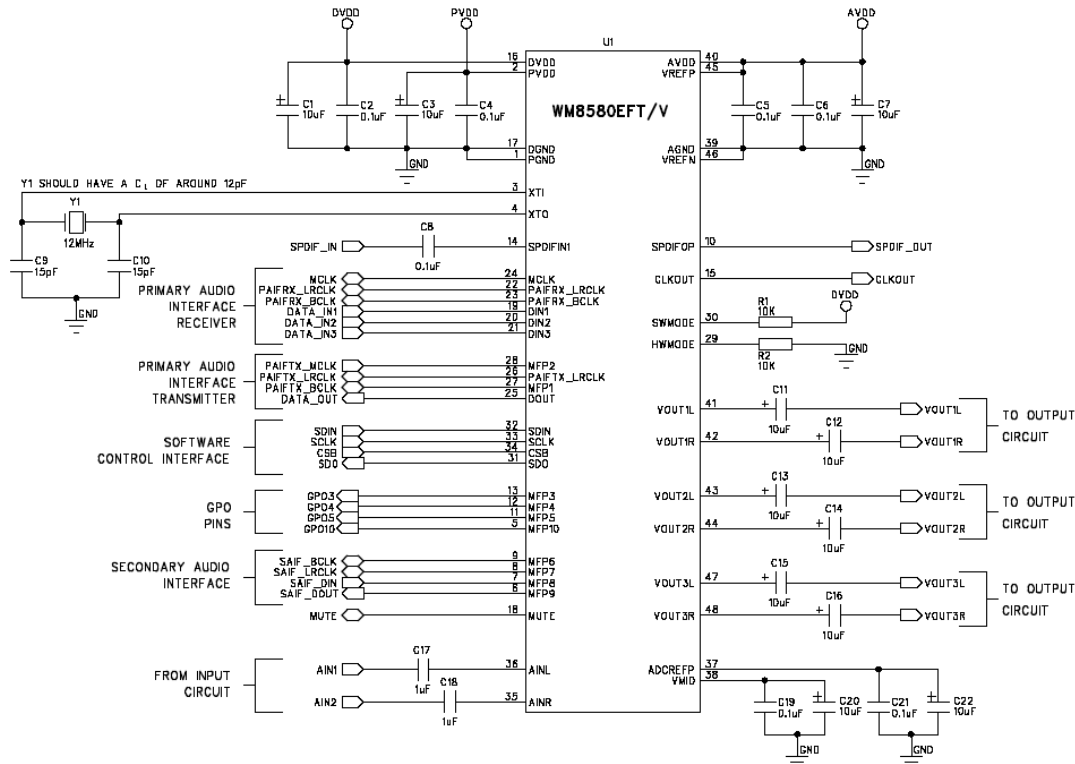 DVDD
PVDD
AVDD
U1
WM8580EFT/V
16 DVDD
2 PVDD
17 DGND
1 PGND
C1
10uF
C2
0.1uF
C3
10uF
C4
0.1uF
GND
AVDD 40
VREFP 45
AGND 39
VREFN 46
C5
0.1uF
C6
0.1uF
C7
10uF
GND
Y1 SHOULD HAVE A CL OF AROUND 12pF
3 XTI
4 XTO
Y1
12MHz
C9
15pF
C10
15pF
GND
SPDIF_IN
C8
0.1uF
14 SPDIFIN1
PRIMARY AUDIO
INTERFACE
RECEIVER
MCLK 24 MCLK
PAIFRX_LRCLK 22 PAIFRX_LRCLK
PAIFRX_BCLK 23 PAIFRX_BCLK
DATA_IN1 19 DIN1
DATA_IN2 20 DIN2
DATA_IN3 21 DIN3
PRIMARY AUDIO
INTERFACE
TRANSMITTER
PAIFTX_MCLK 28 MFP2
PAIFTX_LRCLK 26 PAIFTX_LRCLK
PAIFTX_BCLK 27 MFP1
DATA_OUT 25 DOUT
SOFTWARE
CONTROL INTERFACE
SDIN 32 SDIN
SCLK 33 SCLK
CSB 34 CSB
SDO 31 SDO
GPO
PINS
GPO3 13 MFP3
GPO4 12 MFP4
GPO5 11 MFP5
GPO10 5 MFP10
SECONDARY AUDIO
INTERFACE
SAIF_BCLK 9 MFP6
SAIF_LRCLK 8 MFP7
SAIF_DIN 7 MFP8
SAIF_DOUT 6 MFP9
MUTE 18 MUTE
FROM INPUT
CIRCUIT
AIN1
C17
1uF
36 AINL
AIN2
C18
1uF
35 AINR
SPDIFOP 10 SPDIF_OUT
CLKOUT 15 CLKOUT
DVDD
SWMODE 30
R1
10K
HWMODE 29
R2
10K
GND
VOUT1L 41
C11
10uF
VOUT1L
VOUT1R 42
C12
10uF
VOUT1R
TO OUTPUT
CIRCUIT
VOUT2L 43
C13
10uF
VOUT2L
VOUT2R 44
C14
10uF
VOUT2R
TO OUTPUT
CIRCUIT
VOUT3L 47
C15
10uF
VOUT3L
VOUT3R 48
C16
10uF
VOUT3R
TO OUTPUT
CIRCUIT
ADCREFP 37
VMID 38
C19
0.1uF
C20
10uF
C21
0.1uF
C22
10uF
GND
GND